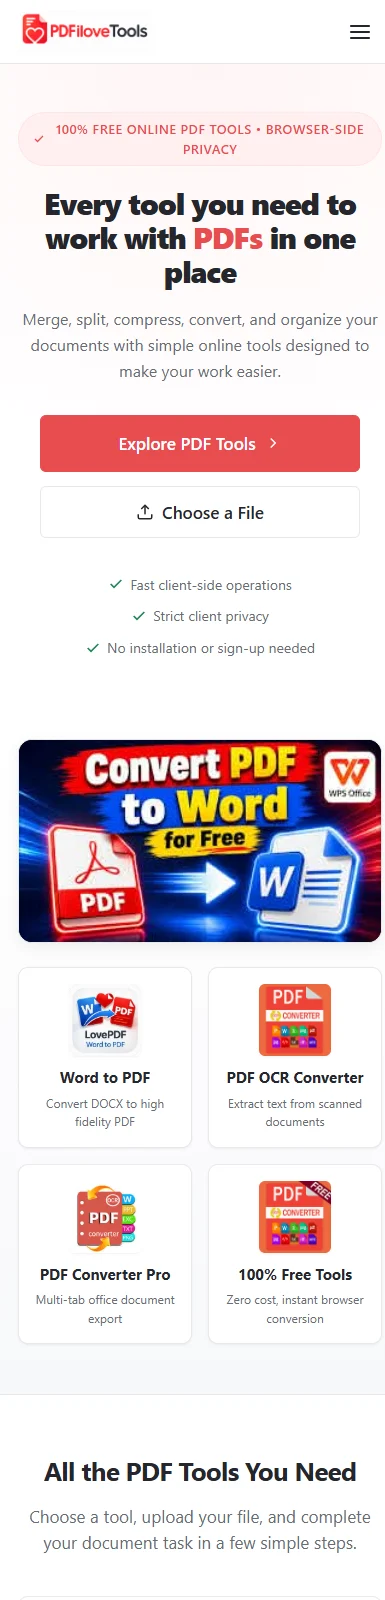 PDFiloveTools
100% FREE ONLINE PDF TOOLS • BROWSER-SIDE
PRIVACY
Every tool you need to
work with PDFs in one
place
Merge, split, compress, convert, and organize your
documents with simple online tools designed to
make your work easier.
Explore PDF Tools
Choose a File
Fast client-side operations
Strict client privacy
No installation or sign-up needed
Convert PDF
to Word
for Free
WPS Office
PDF
W
W
PDF
LovePDF
Word to PDF
Word to PDF
Convert DOCX to high
fidelity PDF
PDF
CONVERTER
PDF OCR Converter
Extract text from scanned
documents
OCR
W
PDF
converter
TXT
PDF Converter Pro
Multi-tab office document
export
PDF
FREE
CONVERTER
100% Free Tools
Zero cost, instant browser
conversion
All the PDF Tools You Need
Choose a tool, upload your file, and complete
your document task in a few simple steps.